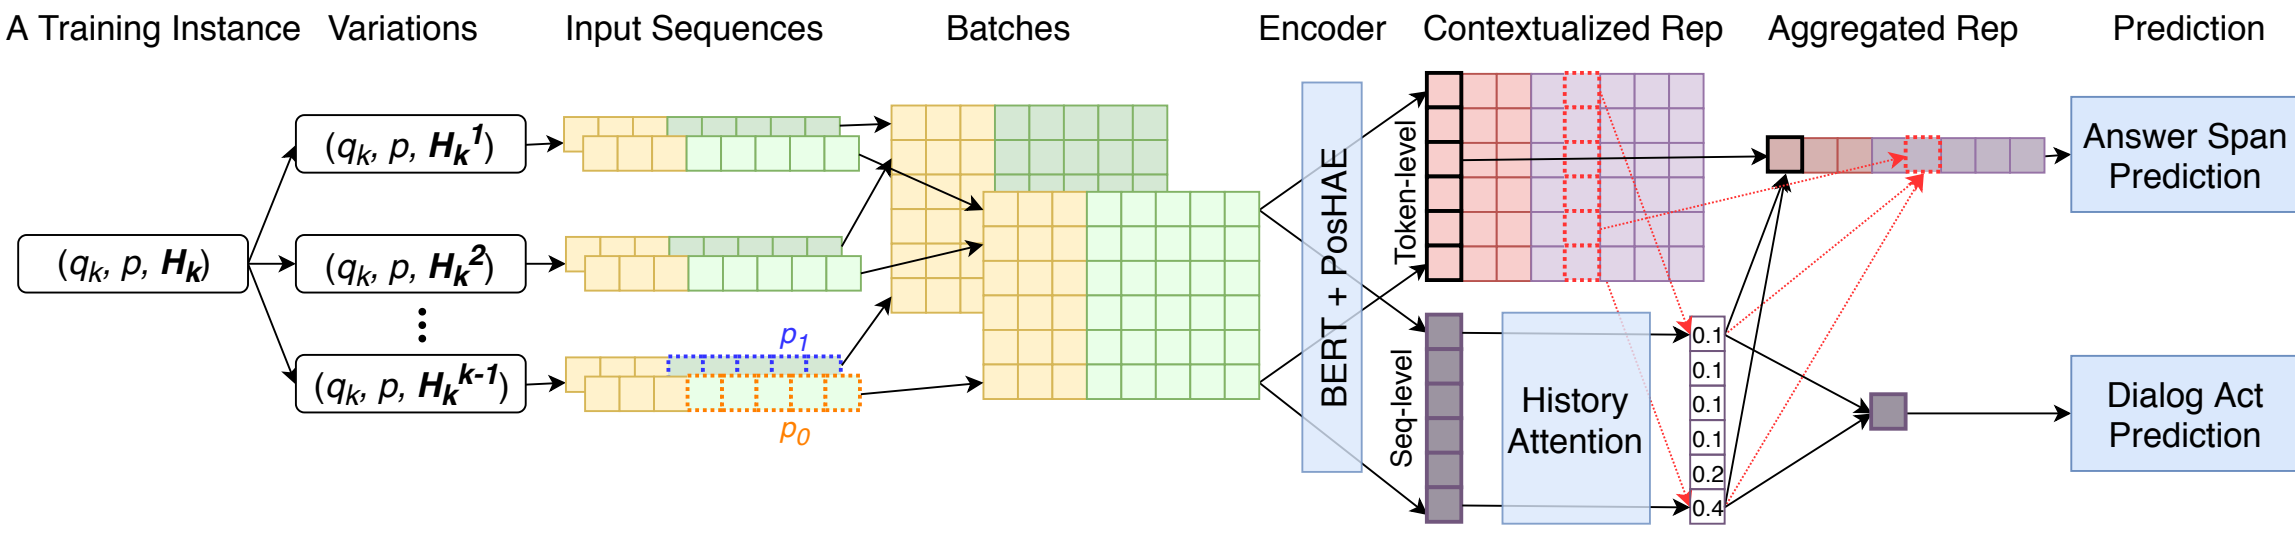 A Training Instance
Variations
Input Sequences
Batches
Encoder
Contextualized Rep
Aggregated Rep
Prediction
(qk, p, Hk)
(qk, p, Hk1)
(qk, p, Hk2)
(qk, p, Hkk-1)
p1
p0
BERT + PosHAE
Token-level
Seq-level
History
Attention
0.1
0.1
0.1
0.1
0.2
0.4
Answer Span
Prediction
Dialog Act
Prediction